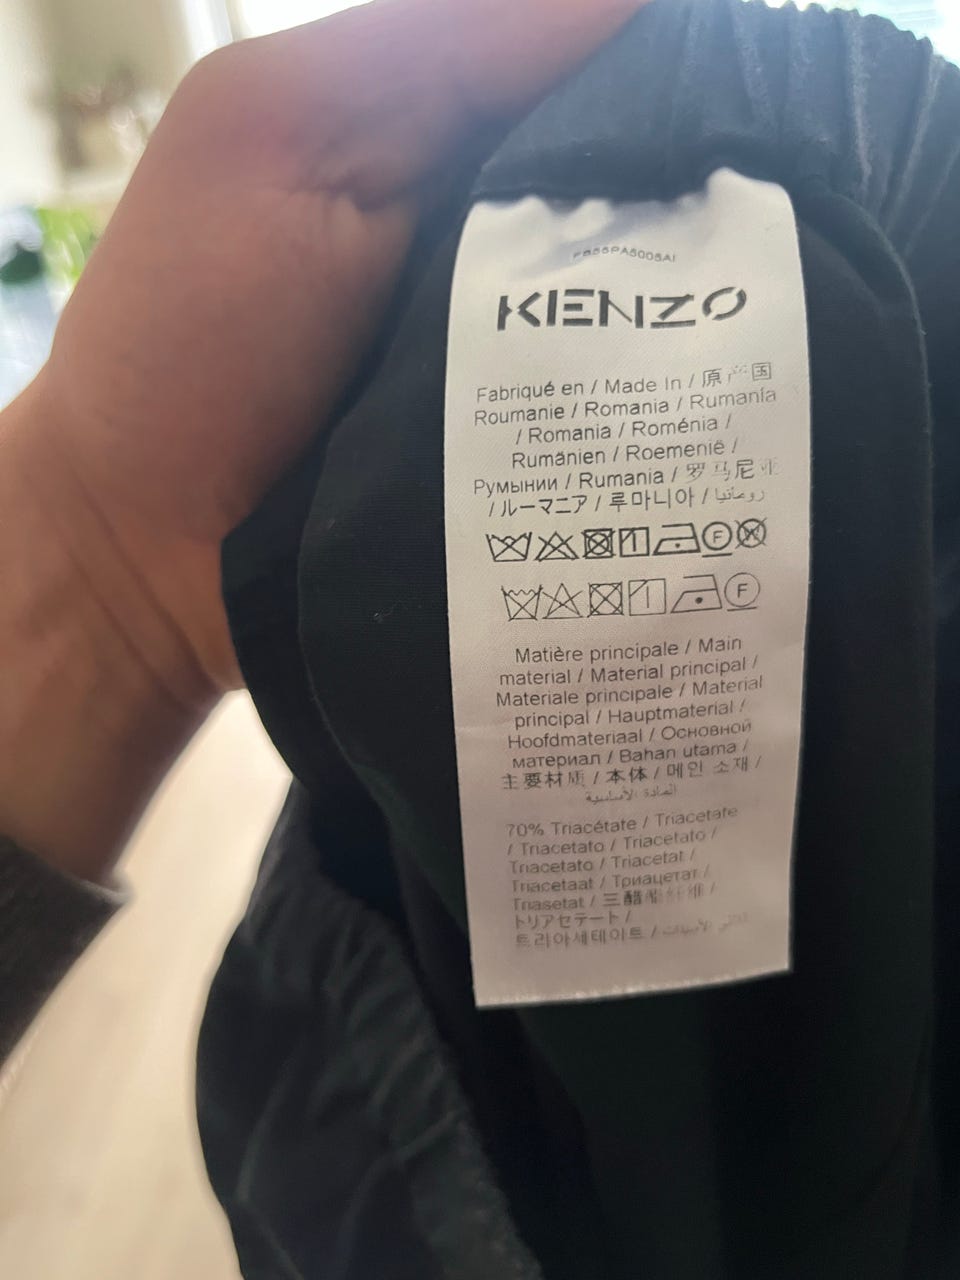 KENZO
Fabriqué en / Made In / 原产国
Roumanie / Romania / Rumanía
/ Romania / Roménia /
Rumänien / Roemenië /
Румынии / Rumania / 罗马尼亚
/ ルーマニア / 루마니아 / رومانيا
F
W
F
Matière principale / Main
material / Material principal /
Materiale principale / Material
principal / Hauptmaterial /
Hoofdmateriaal / Основной
материал / Bahan utama /
主要材质 / 本体 / 메인 소재 /
المادة الأساسية
70% Triacétate / Triacetate
/ Triacetato / Triacetato /
Triacetato / Triacetat /
Triacetaat / Триацетат /
Triasetat / 三醋酯纤维 /
トリアセテート /
트리아세테이트 /